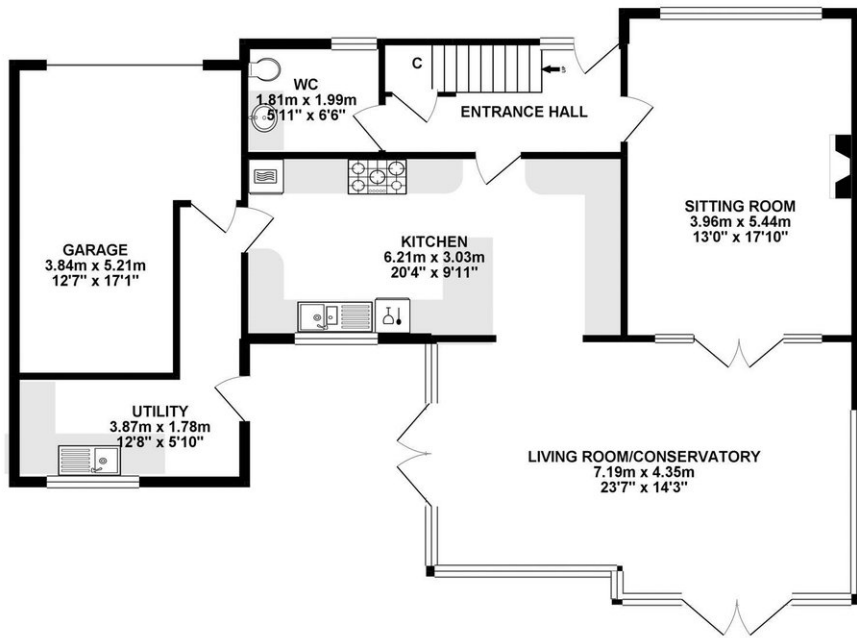 WC
1.81m x 1.99m
5'11" x 6'6"
C
ENTRANCE HALL
SITTING ROOM
3.96m x 5.44m
13'0" x 17'10"
GARAGE
3.84m x 5.21m
12'7" x 17'1"
KITCHEN
6.21m x 3.03m
20'4" x 9'11"
UTILITY
3.87m x 1.78m
12'8" x 5'10"
LIVING ROOM/CONSERVATORY
7.19m x 4.35m
23'7" x 14'3"